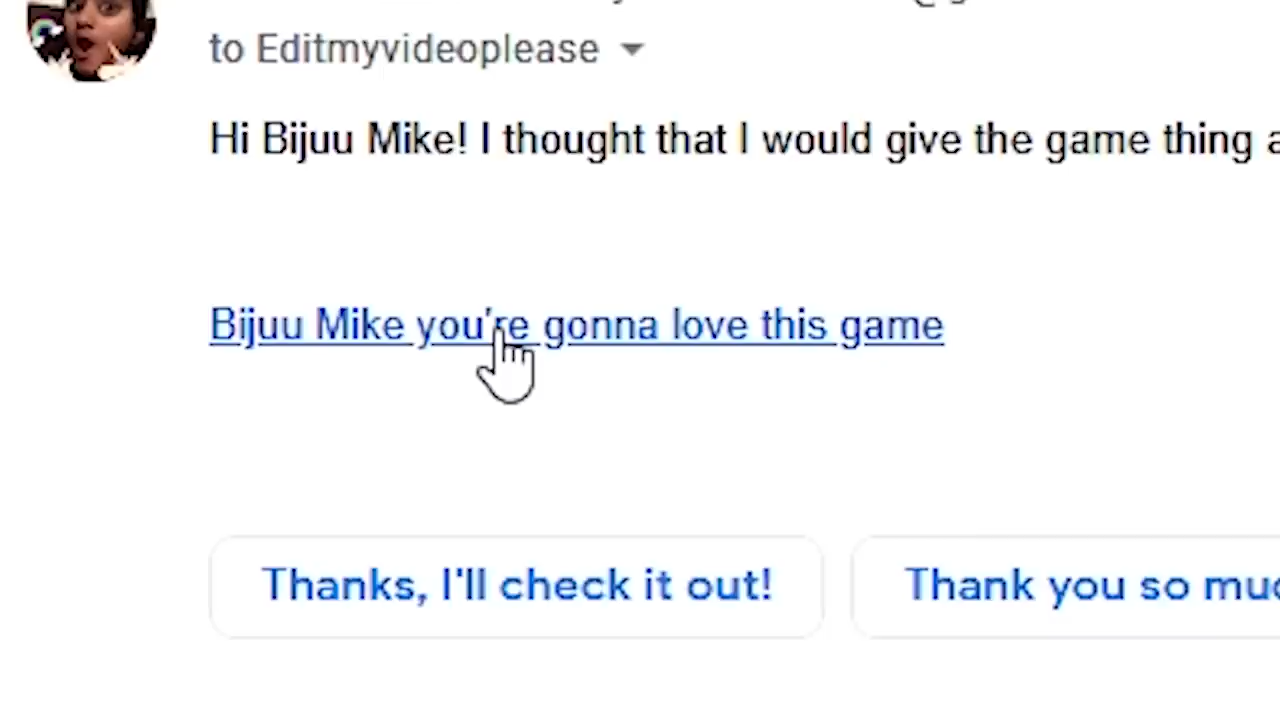 to Editmyvideoplease
Hi Bijuu Mike! I thought that I would give the game thing
Bijuu Mike you're gonna love this game
Thanks, I'll check it out!
Thank you so